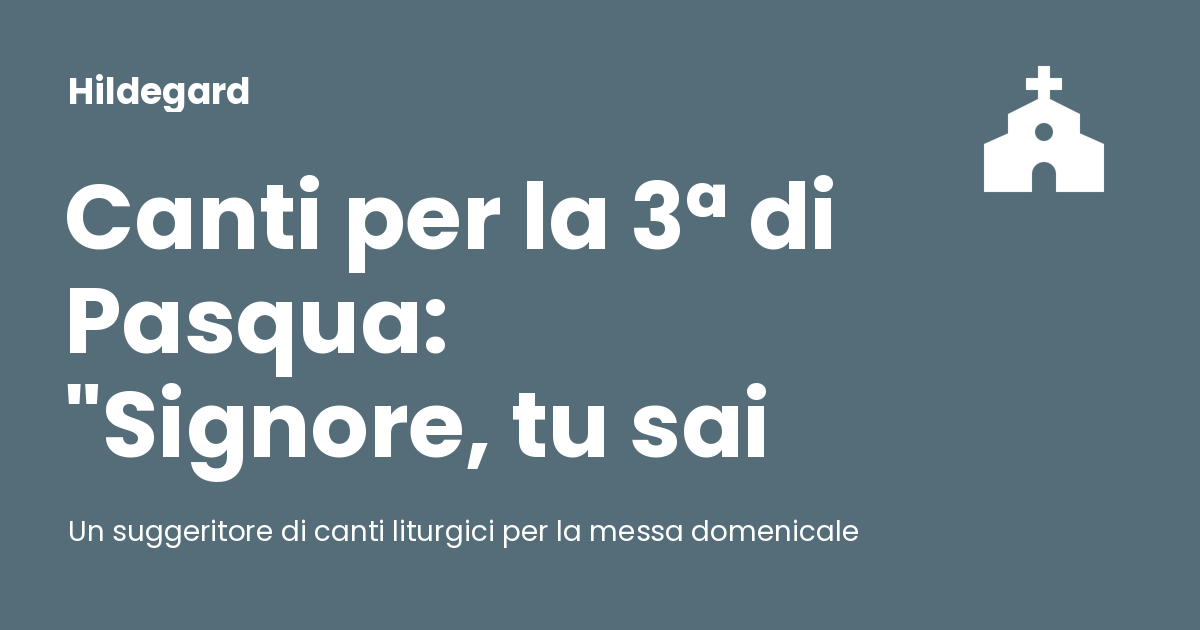 Hildegard
Canti per la 3ª di
Pasqua:
"Signore, tu sai
Un suggeritore di canti liturgici per la messa domenicale